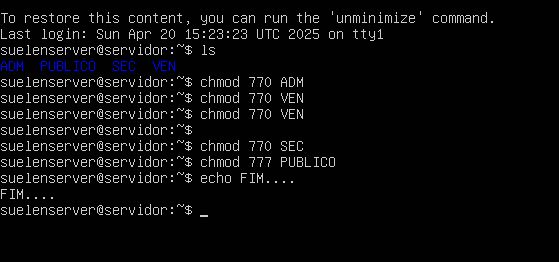 To restore this content, you can run the 'unminimize' command.
Last login: Sun Apr 20 15:23:23 UTC 2025 on tty1
suelenserver@servidor:~$ ls
ADM  PUBLICO  SEC  VEN
suelenserver@servidor:~$ chmod 770 ADM
suelenserver@servidor:~$ chmod 770 VEN
suelenserver@servidor:~$ chmod 770 VEN
suelenserver@servidor:~$
suelenserver@servidor:~$ chmod 770 SEC
suelenserver@servidor:~$ chmod 777 PUBLICO
suelenserver@servidor:~$ echo FIM....
FIM....
suelenserver@servidor:~$ _